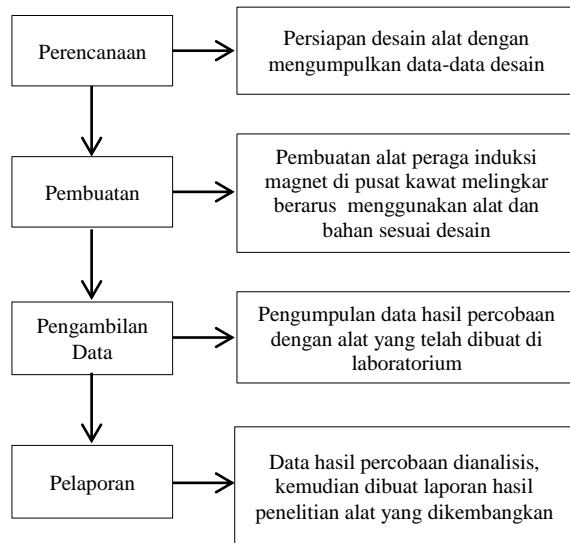 Perencanaan
Persiapan desain alat dengan
mengumpulkan data-data desain
Pembuatan
Pembuatan alat peraga induksi
magnet di pusat kawat melingkar
berarus menggunakan alat dan
bahan sesuai desain
Pengambilan
Data
Pengumpulan data hasil percobaan
dengan alat yang telah dibuat di
laboratorium
Pelaporan
Data hasil percobaan dianalisis,
kemudian dibuat laporan hasil
penelitian alat yang dikembangkan